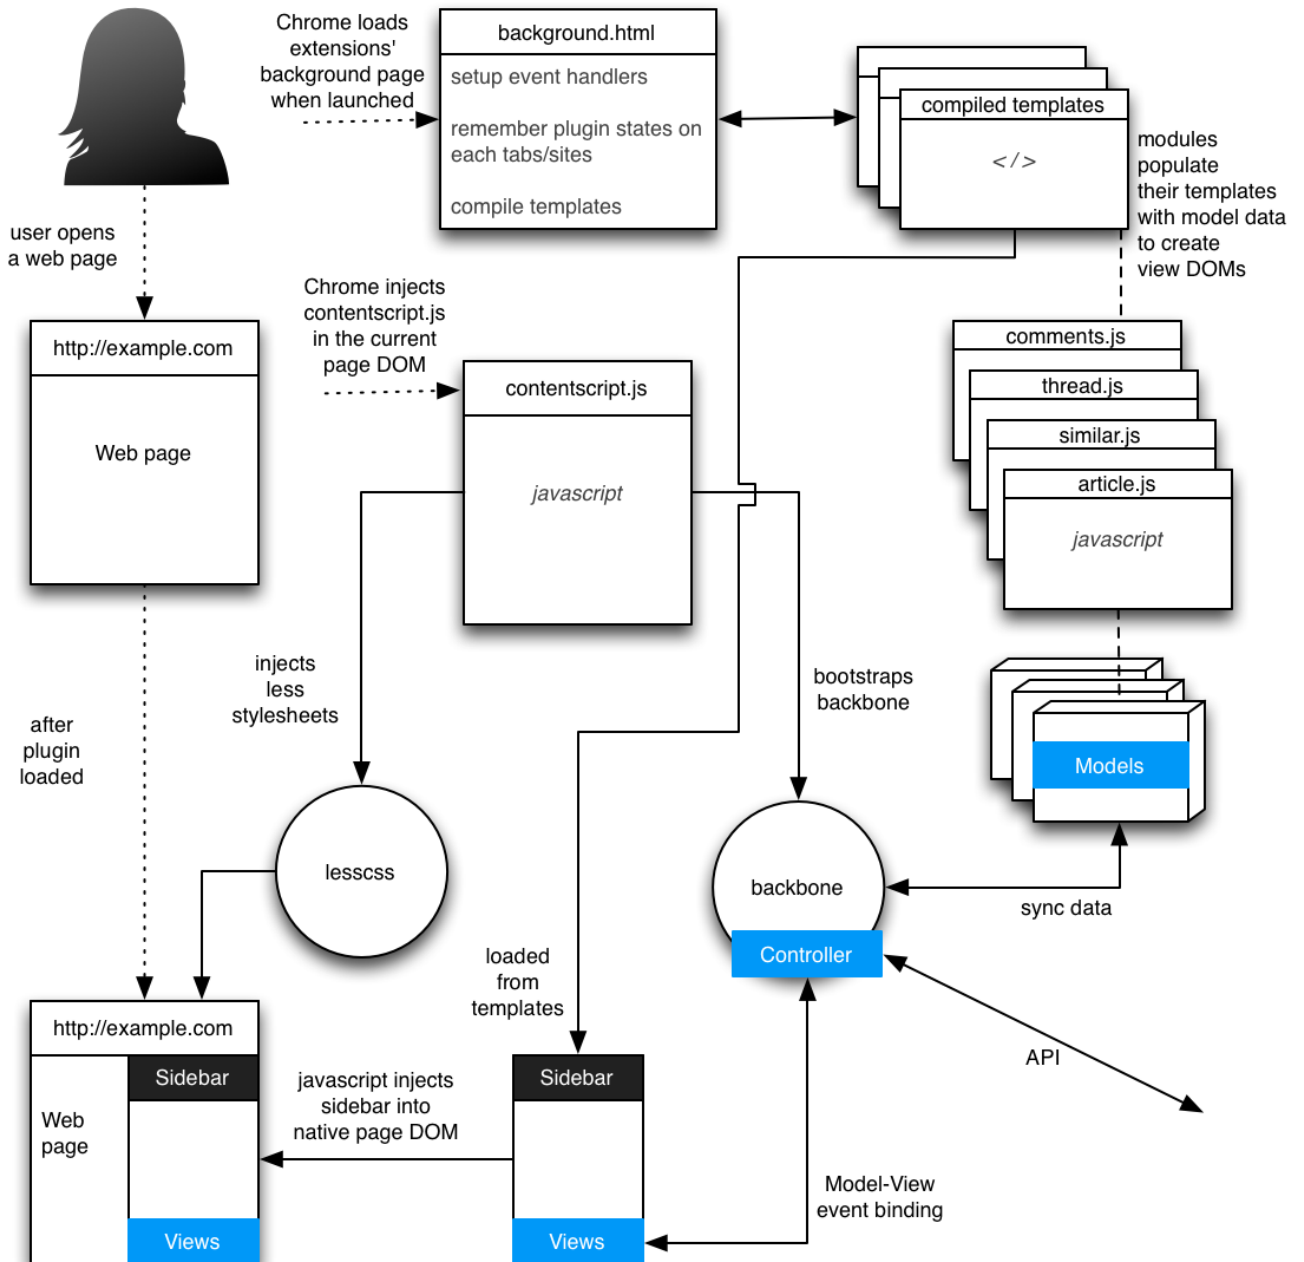 Chrome loads
extensions'
background page
when launched
background.html
setup event handlers
remember plugin states on
each tabs/sites
compile templates
compiled templates
</>
modules
populate
their templates
with model data
to create
view DOMs
user opens
a web page
http://example.com
Web page
Chrome injects
contentscript.js
in the current
page DOM
contentscript.js
javascript
comments.js
thread.js
similar.js
article.js
javascript
injects
less
stylesheets
bootstraps
backbone
after
plugin
loaded
Models
lesscss
backbone
Controller
sync data
loaded
from
templates
API
http://example.com
Sidebar
Web
page
Views
javascript injects
sidebar into
native page DOM
Sidebar
Views
Model-View
event binding